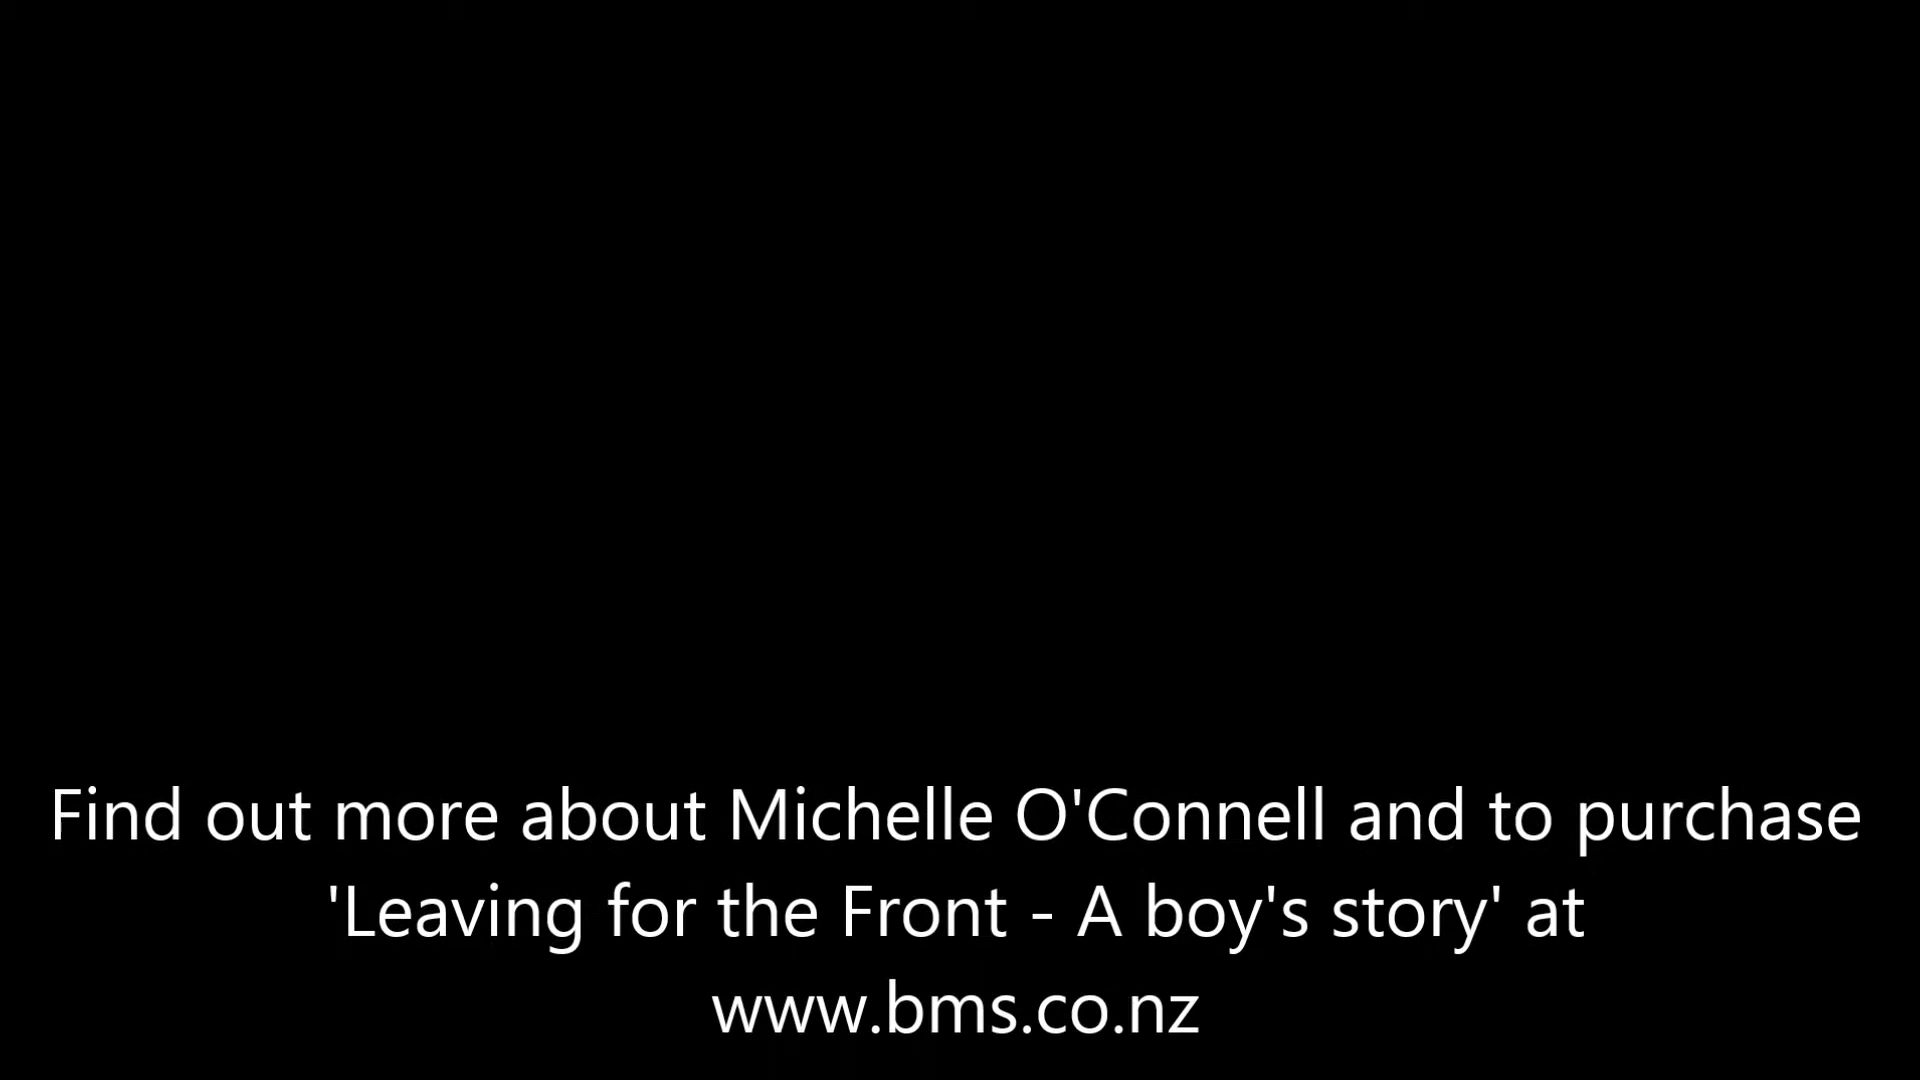 Find out more about Michelle O'Connell and to purchase
'Leaving for the Front - A boy's story' at
www.bms.co.nz